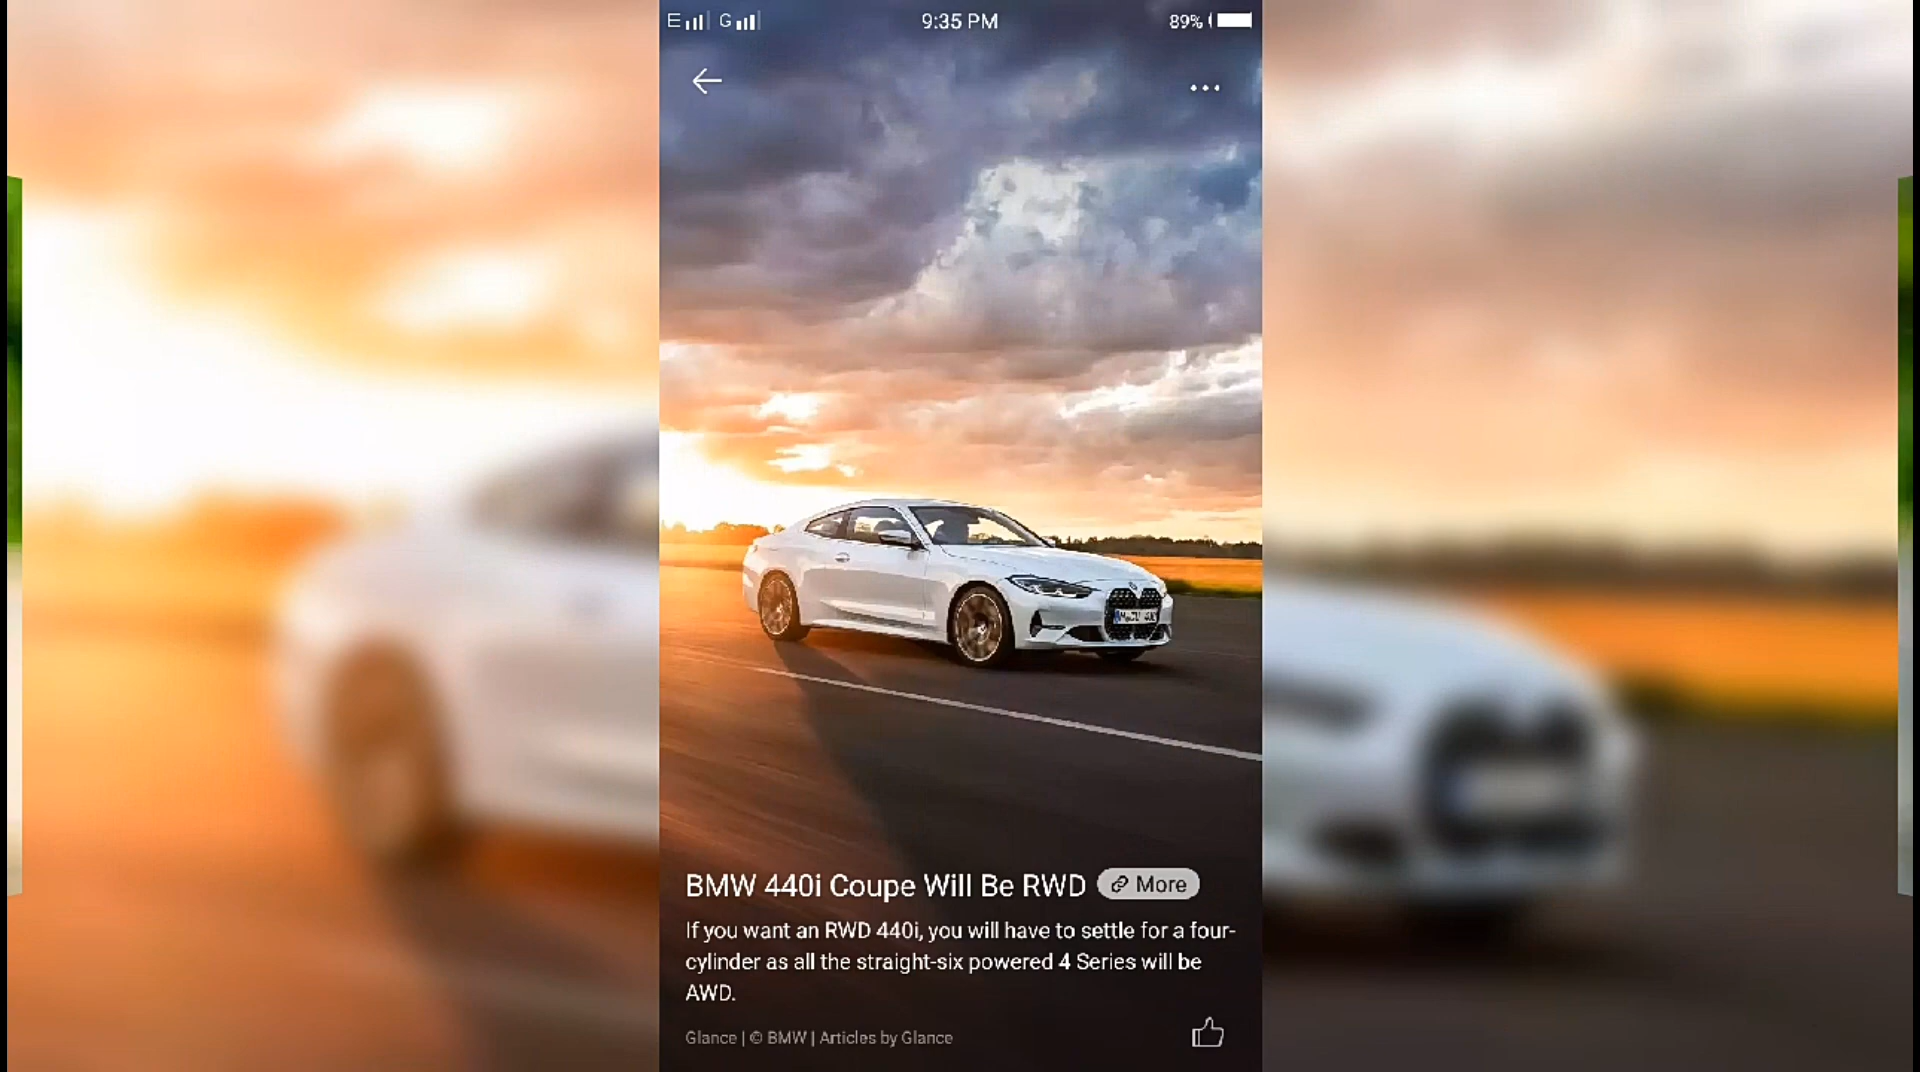 E G 9:35 PM 89%
BMW 440i Coupe Will Be RWD More
If you want an RWD 440i, you will have to settle for a four-
cylinder as all the straight-six powered 4 Series will be
AWD.
Glance | © BMW | Articles by Glance